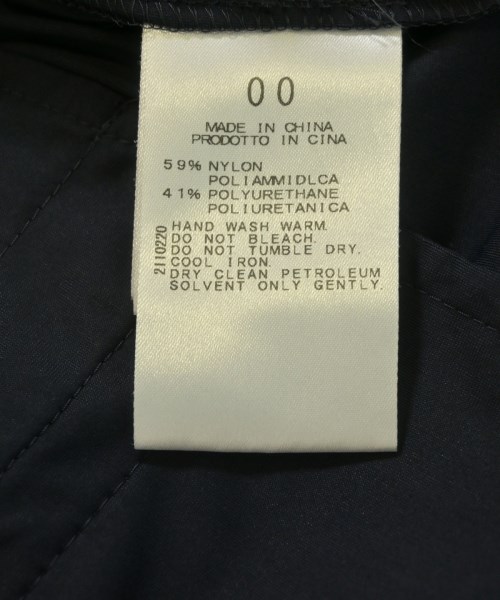 00
MADE IN CHINA
PRODOTTO IN CINA
59% NYLON
POLIAMMIDLCA
41% POLYURETHANE
POLIURETANICA
HAND WASH WARM.
DO NOT BLEACH.
DO NOT TUMBLE DRY.
COOL IRON.
DRY CLEAN PETROLEUM
SOLVENT ONLY GENTLY.
2110220